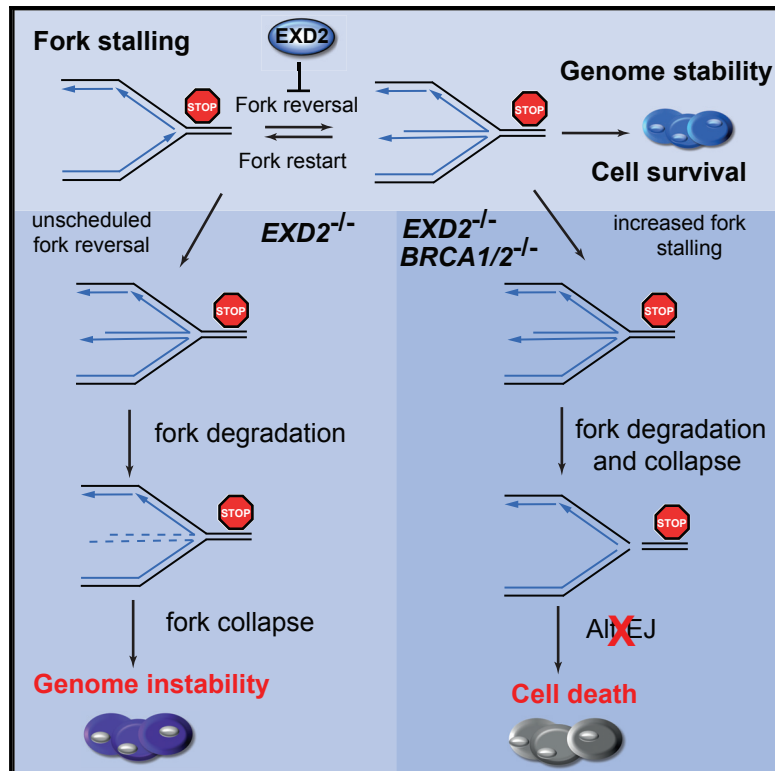 Fork stalling
EXD2
STOP
Fork reversal
Fork restart
STOP
Genome stability
Cell survival
unscheduled
fork reversal
EXD2-/-
EXD2-/-
BRCA1/2-/-
increased fork
stalling
STOP
STOP
fork degradation
fork degradation
and collapse
STOP
STOP
fork collapse
Alt EJ
X
Genome instability
Cell death